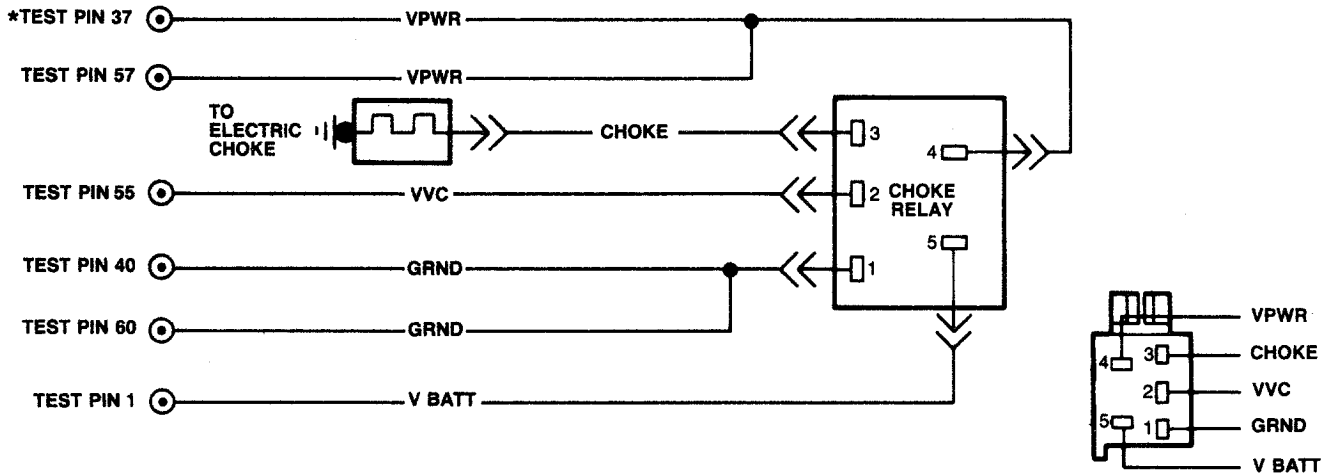 *TEST PIN 37 VPWR
TEST PIN 57 VPWR
TO
ELECTRIC
CHOKE
CHOKE
3
4
TEST PIN 55 VVC
2 CHOKE
RELAY
5
TEST PIN 40 GRND
1
TEST PIN 60 GRND
TEST PIN 1 V BATT
VPWR
4 3 CHOKE
2 VVC
5 1 GRND
V BATT